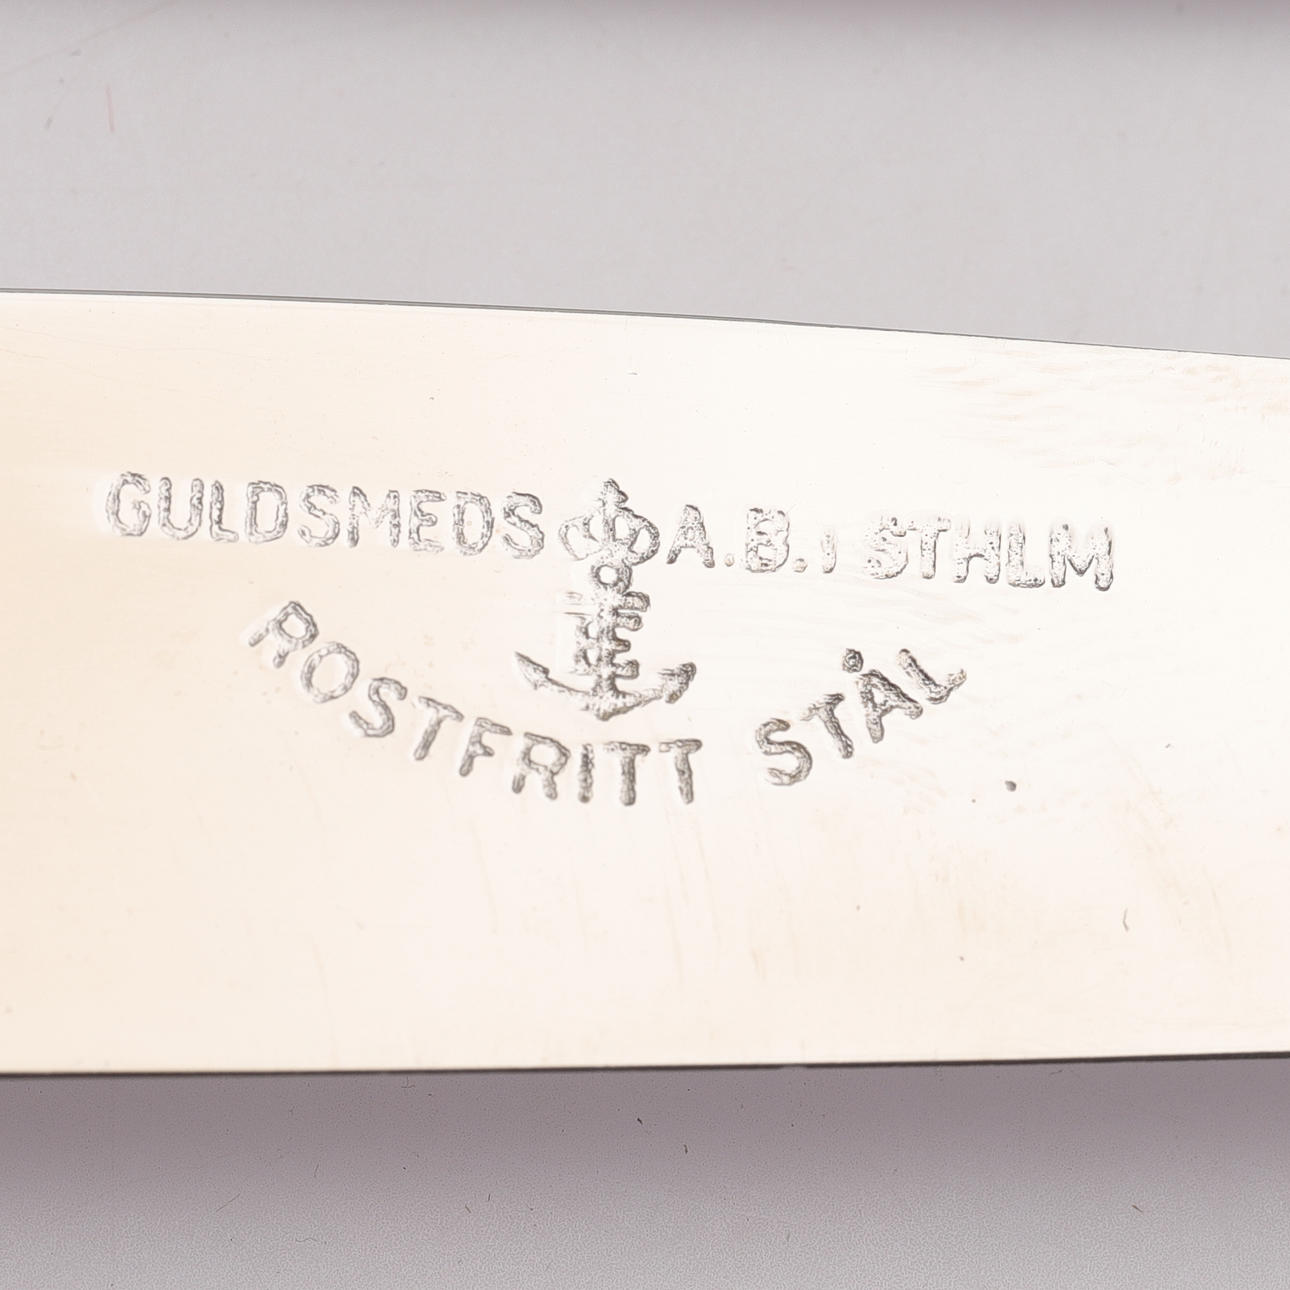 GULDSMEDS A.B. i STHLM
ROSTFRITT STÅL